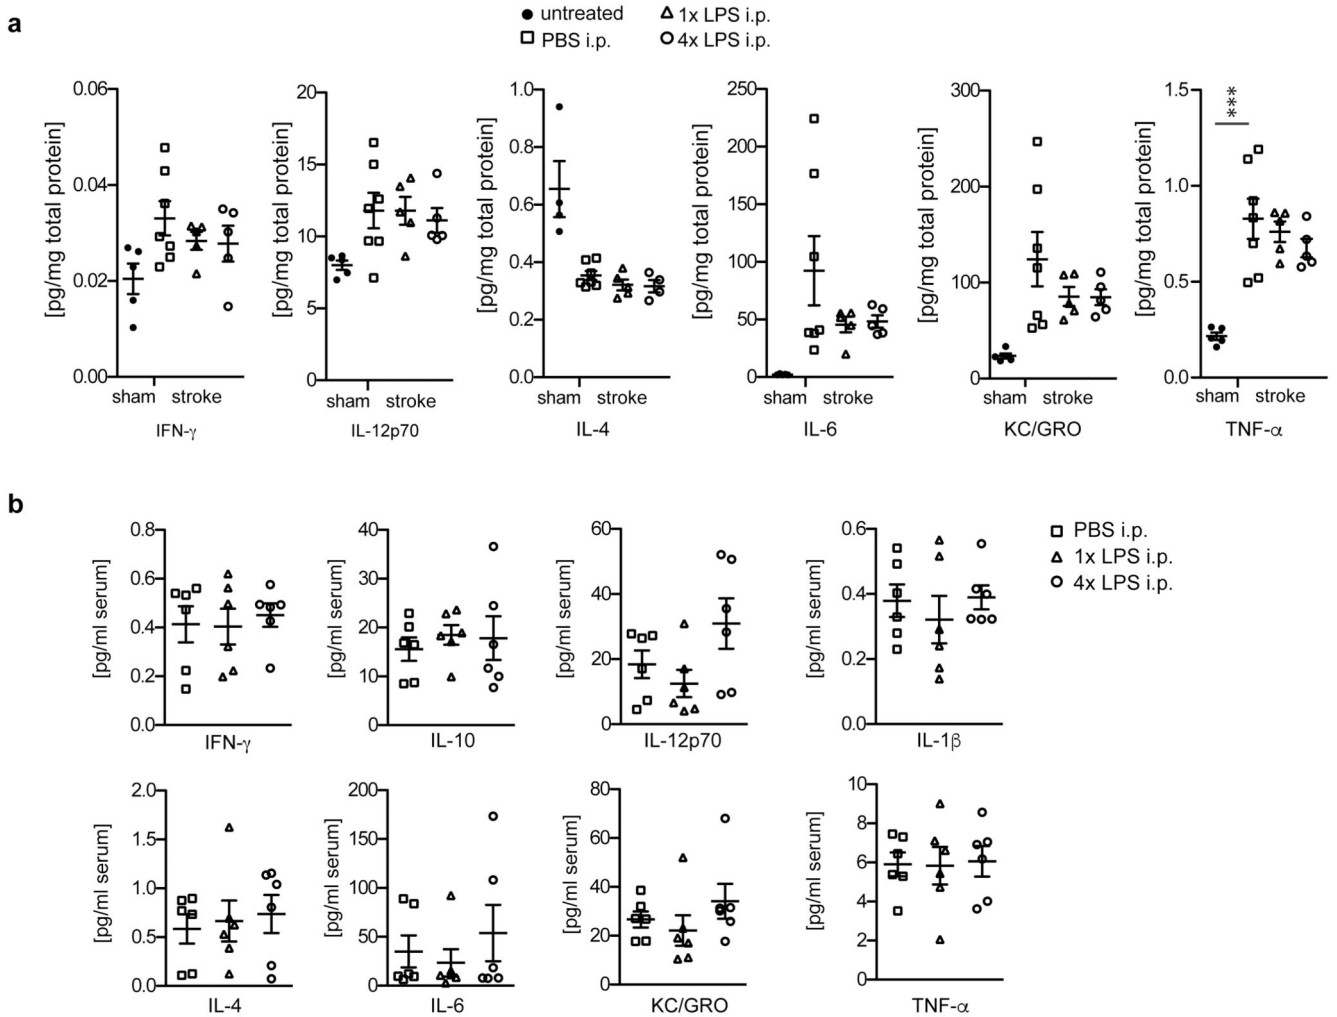 a
untreated
PBS i.p.
1x LPS i.p.
4x LPS i.p.
[pg/mg total protein]
0.06
0.04
0.02
0.00
sham stroke
IFN-γ
[pg/mg total protein]
20
15
10
5
0
sham stroke
IL-12p70
[pg/mg total protein]
1.0
0.8
0.6
0.4
0.2
0.0
sham stroke
IL-4
[pg/mg total protein]
250
200
150
100
50
0
sham stroke
IL-6
[pg/mg total protein]
300
200
100
0
sham stroke
KC/GRO
[pg/mg total protein]
1.5
1.0
0.5
0.0
***
sham stroke
TNF-α
b
PBS i.p.
1x LPS i.p.
4x LPS i.p.
[pg/ml serum]
0.8
0.6
0.4
0.2
0.0
IFN-γ
[pg/ml serum]
40
30
20
10
0
IL-10
[pg/ml serum]
60
40
20
0
IL-12p70
[pg/ml serum]
0.6
0.4
0.2
0.0
IL-1β
[pg/ml serum]
2.0
1.5
1.0
0.5
0.0
IL-4
[pg/ml serum]
200
150
100
50
0
IL-6
[pg/ml serum]
80
60
40
20
0
KC/GRO
[pg/ml serum]
10
8
6
4
2
0
TNF-α